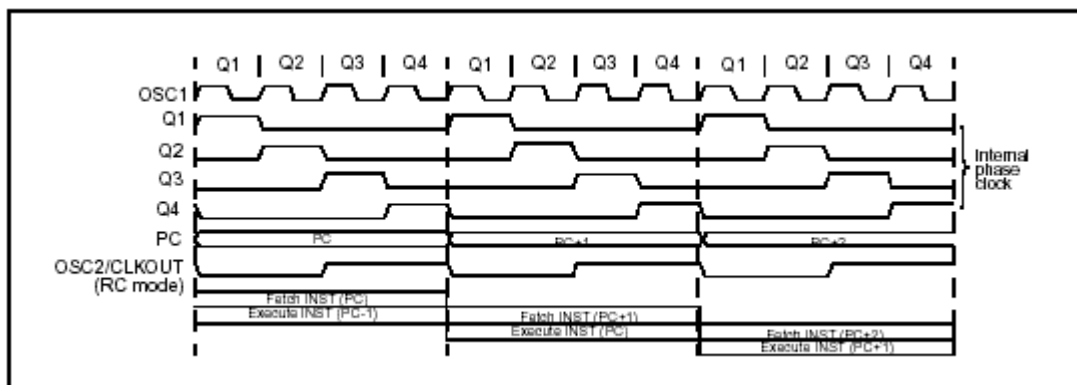 Q1 Q2 Q3 Q4 Q1 Q2 Q3 Q4 Q1 Q2 Q3 Q4
OSC1
Q1
Q2
Q3
Q4
Internal
phase
clock
PC PC PC+1 PC+2
OSC2/CLKOUT
(RC mode)
Fetch INST (PC)
Execute INST (PC-1) Fetch INST (PC+1)
Execute INST (PC) Fetch INST (PC+2)
Execute INST (PC+1)